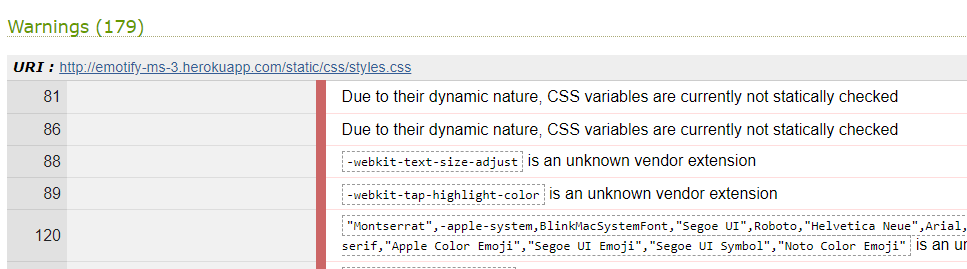 Warnings (179)
URI : http://emotify-ms-3.herokuapp.com/static/css/styles.css
81 Due to their dynamic nature, CSS variables are currently not statically checked
86 Due to their dynamic nature, CSS variables are currently not statically checked
88 -webkit-text-size-adjust is an unknown vendor extension
89 -webkit-tap-highlight-color is an unknown vendor extension
"Montserrat",-apple-system,BlinkMacSystemFont,"Segoe UI",Roboto,"Helvetica Neue",Arial,
120 serif,"Apple Color Emoji","Segoe UI Emoji","Segoe UI Symbol","Noto Color Emoji" is an